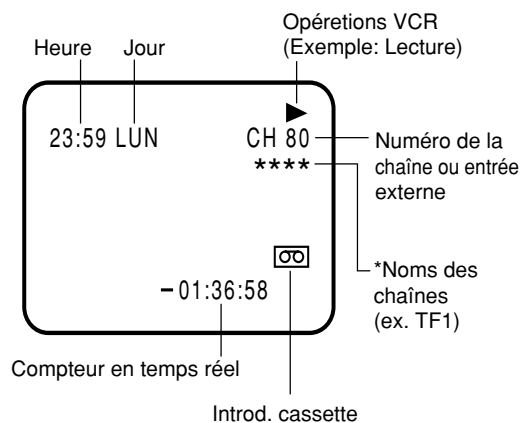 Opéretions VCR
(Exemple: Lecture)
Heure Jour
23:59 LUN CH 80
****
Numéro de la
chaîne ou entrée
externe
*Noms des
chaînes
(ex. TF1)
−01:36:58
Compteur en temps réel
Introd. cassette